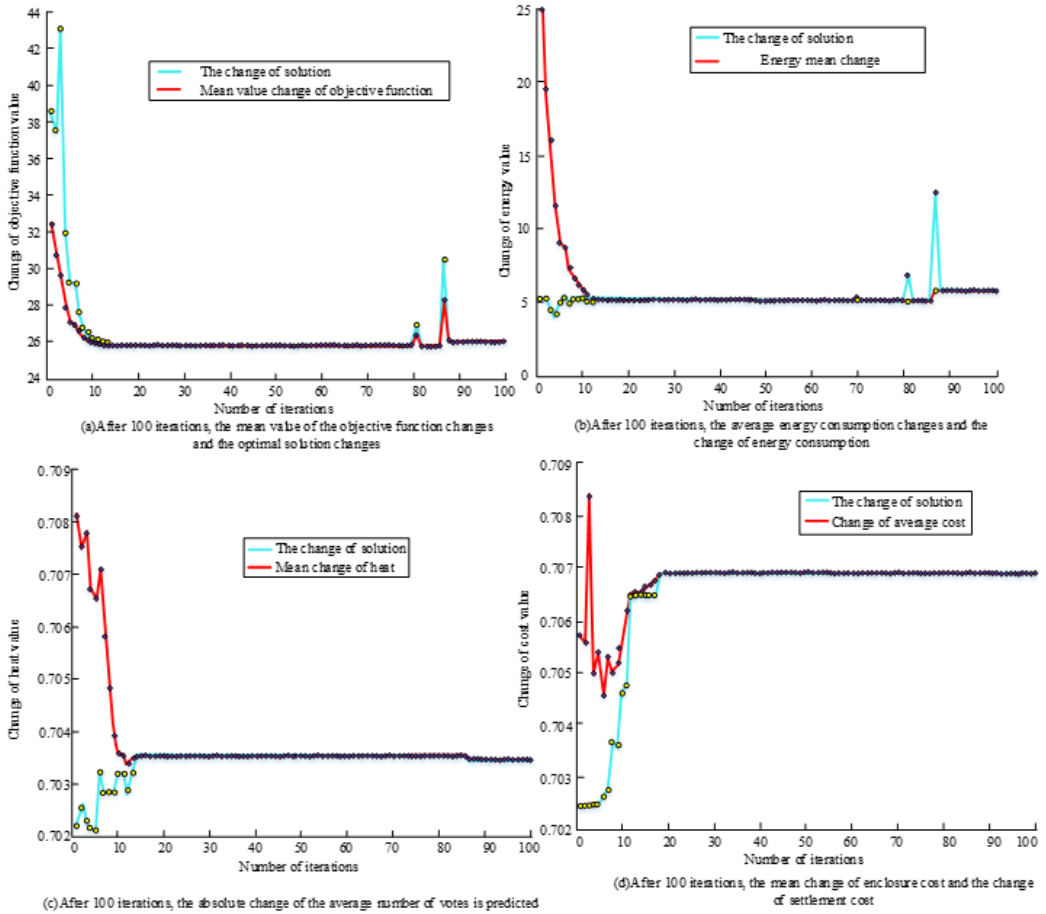 Change of objective function value
44
42
40
38
36
34
32
30
28
26
24
The change of solution
Mean value change of objective function
0 10 20 30 40 50 60 70 80 90 100
Number of iterations
(a)After 100 iterations, the mean value of the objective function changes
and the optimal solution changes
Change of energy value
25
20
15
10
5
0
The change of solution
Energy mean change
0 10 20 30 40 50 60 70 80 90 100
Number of iterations
(b)After 100 iterations, the average energy consumption changes and the
change of energy consumption
Change of heat value
0.709
0.708
0.707
0.706
0.705
0.704
0.703
0.702
The change of solution
Mean change of heat
0 10 20 30 40 50 60 70 80 90 100
Number of iterations
(c)After 100 iterations, the absolute change of the average number of votes is predicted
Change of cost value
0.709
0.708
0.707
0.706
0.705
0.704
0.703
0.702
The change of solution
Change of average cost
0 10 20 30 40 50 60 70 80 90 100
Number of iterations
(d)After 100 iterations, the mean change of enclosure cost and the change
of settlement cost